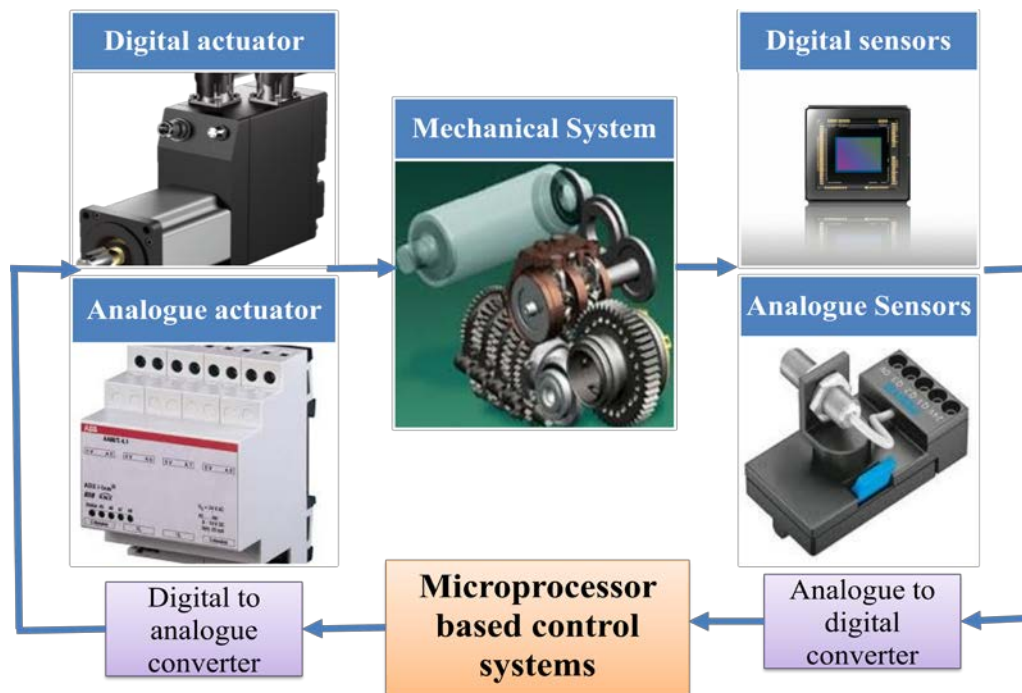 Digital actuator
Digital sensors
Mechanical System
Analogue actuator
Analogue Sensors
ABB
Digital to
analogue
converter
Microprocessor
based control
systems
Analogue to
digital
converter